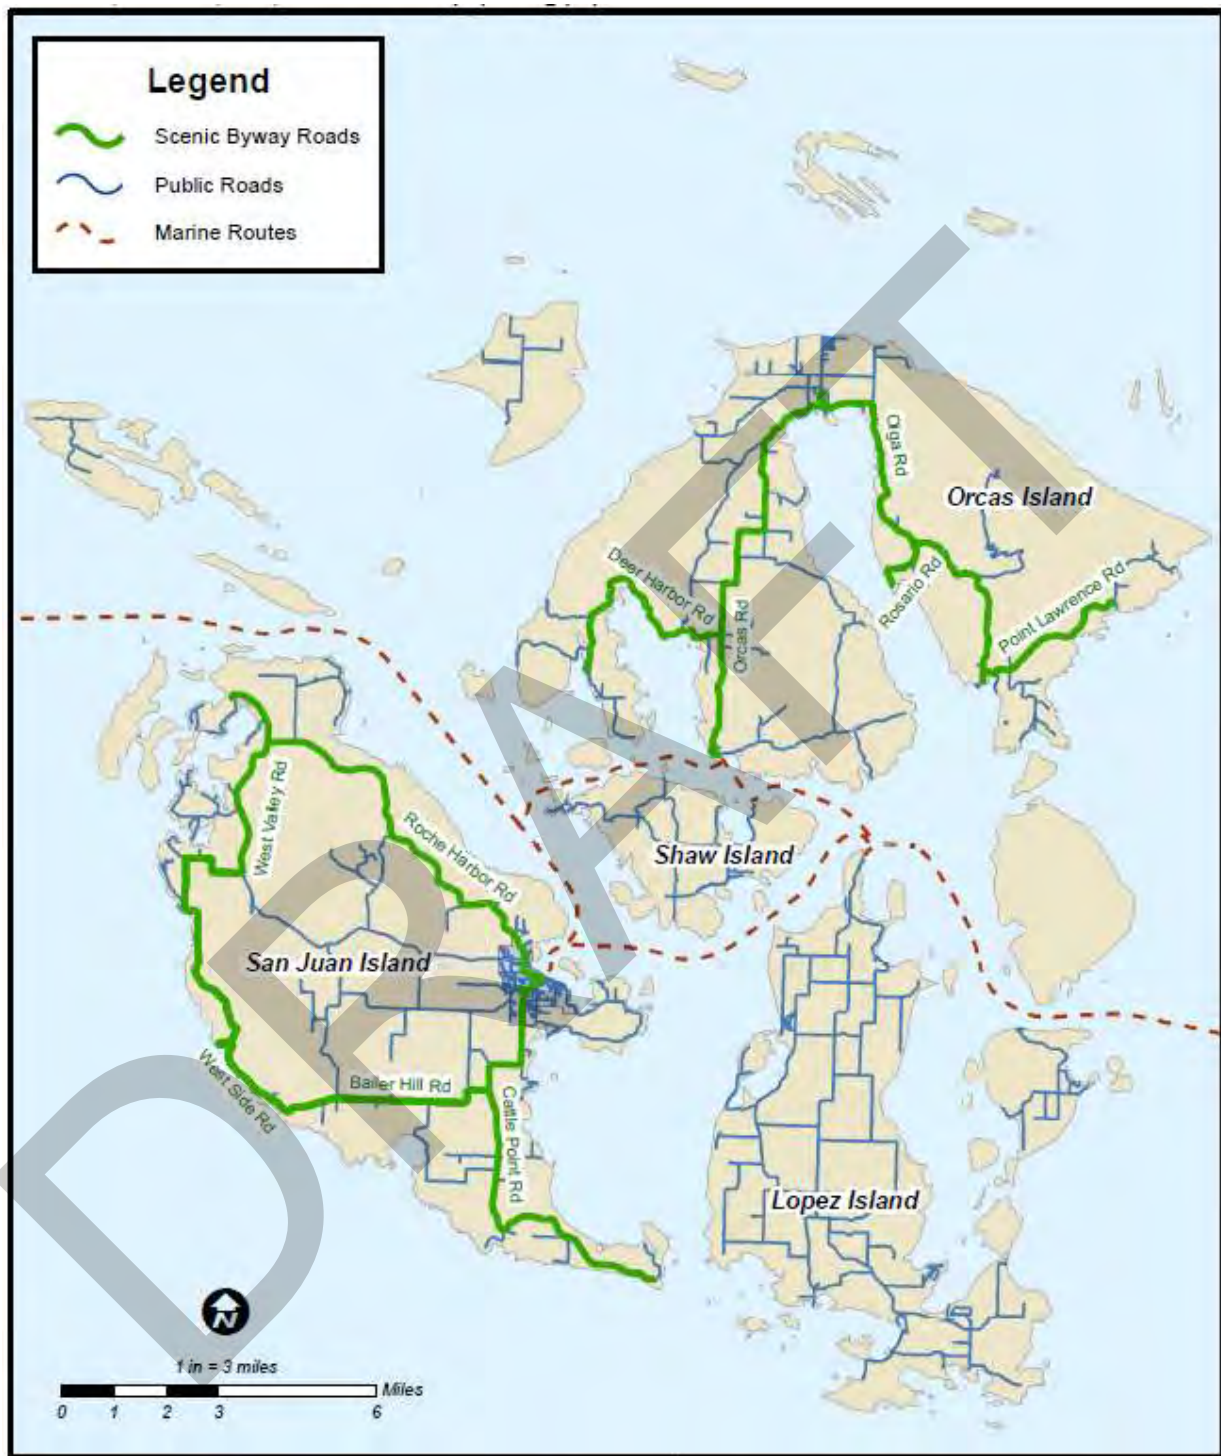 Legend
Scenic Byway Roads
Public Roads
Marine Routes
Olga Rd
Orcas Island
Deer Harbor Rd
Orcas Rd
Rosario Rd
Point Lawrence Rd
West Valley Rd
Roche Harbor Rd
Shaw Island
San Juan Island
West Side Rd
Bailer Hill Rd
Cattle Point Rd
Lopez Island
DRAFT
N
1 in = 3 miles
Miles
0 1 2 3 6